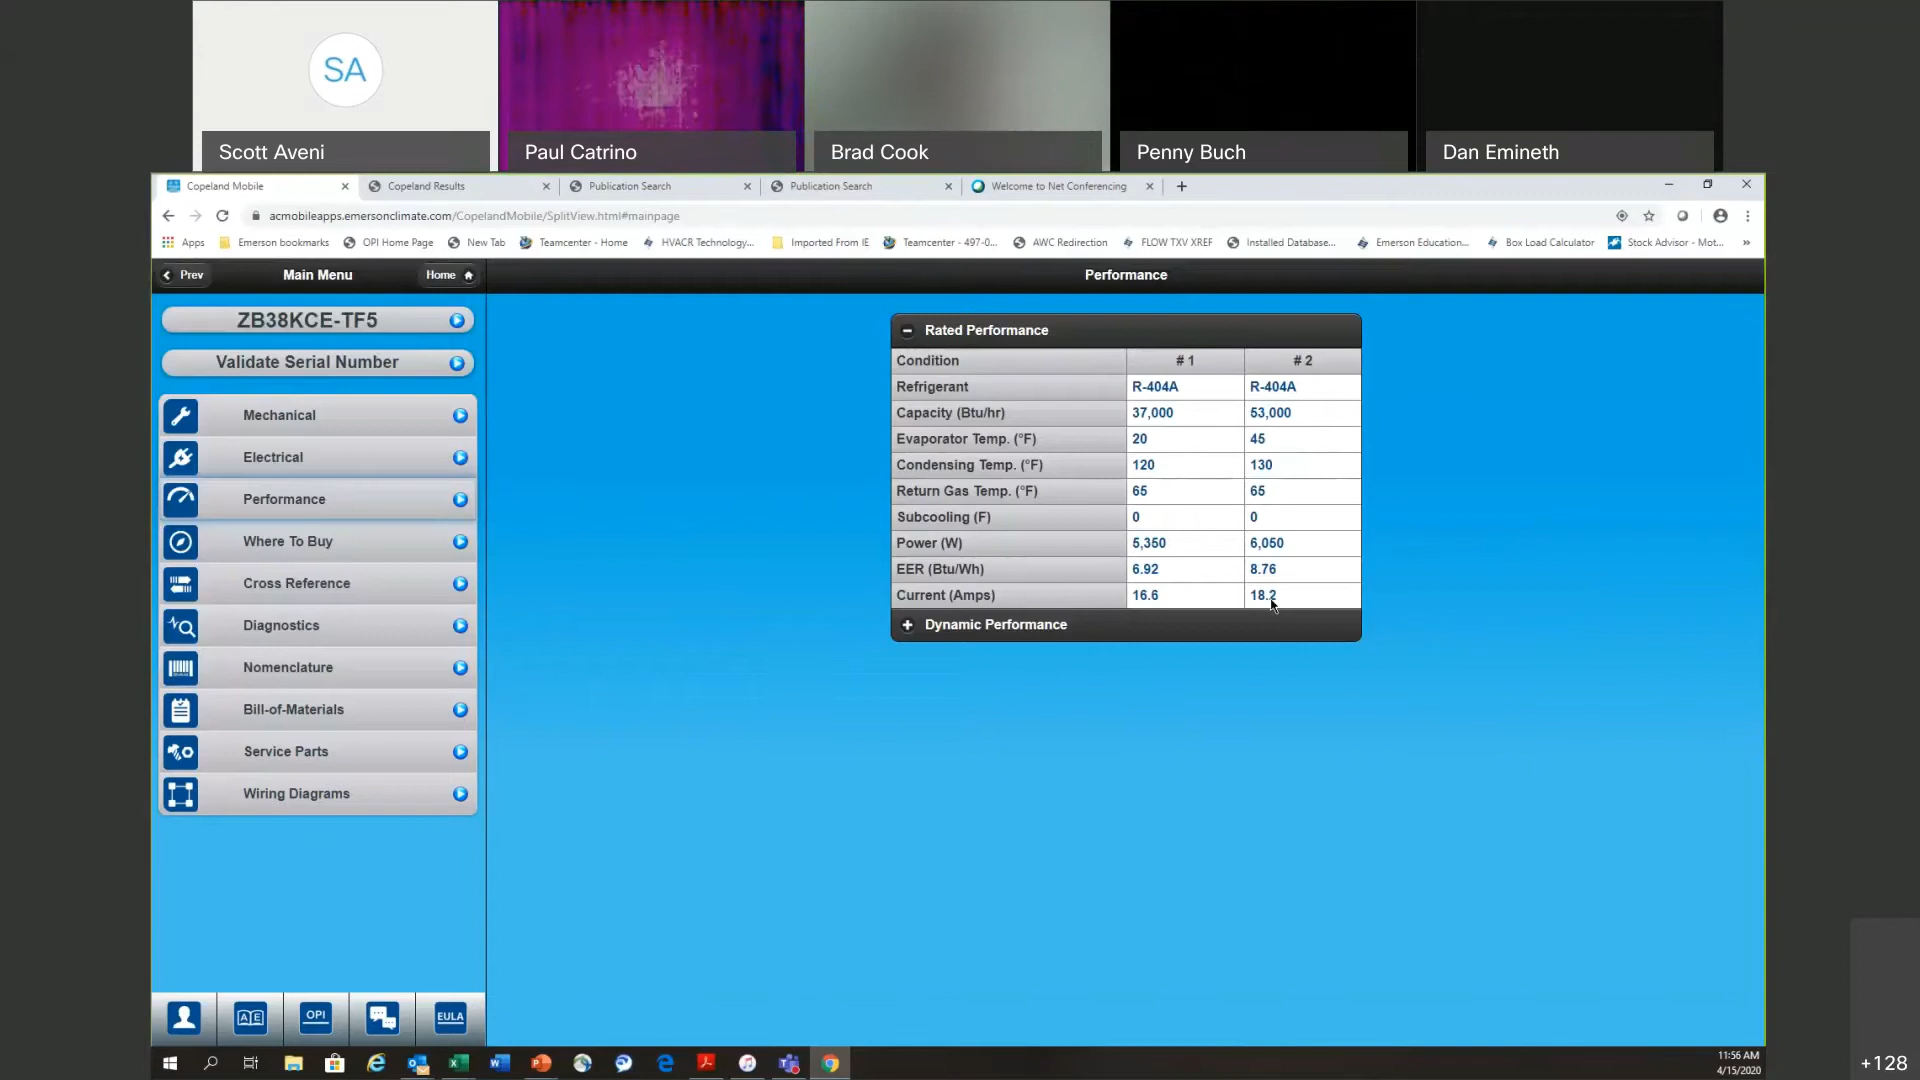 SA
Scott Aveni
Paul Catrino
Brad Cook
Penny Buch
Dan Emineth
Copeland Mobile
Copeland Results
Publication Search
Publication Search
Welcome to Net Conferencing
acmobileapps.emersonclimate.com/CopelandMobile/SplitView.html#mainpage
Apps Emerson bookmarks OPI Home Page New Tab Teamcenter - Home HVACR Technology... Imported From IE Teamcenter - 497-0... AWC Redirection FLOW TXV XREF Installed Database... Emerson Education... Box Load Calculator Stock Advisor - Mot... »
Prev Main Menu Home
Performance
ZB38KCE-TF5
Validate Serial Number
Mechanical
Electrical
Performance
Where To Buy
Cross Reference
Diagnostics
Nomenclature
Bill-of-Materials
Service Parts
Wiring Diagrams
Rated Performance
Condition # 1 # 2
Refrigerant R-404A R-404A
Capacity (Btu/hr) 37,000 53,000
Evaporator Temp. (°F) 20 45
Condensing Temp. (°F) 120 130
Return Gas Temp. (°F) 65 65
Subcooling (F) 0 0
Power (W) 5,350 6,050
EER (Btu/Wh) 6.92 8.76
Current (Amps) 16.6 18.2
Dynamic Performance
AE OPI EULA
11:56 AM
4/15/2020
+128